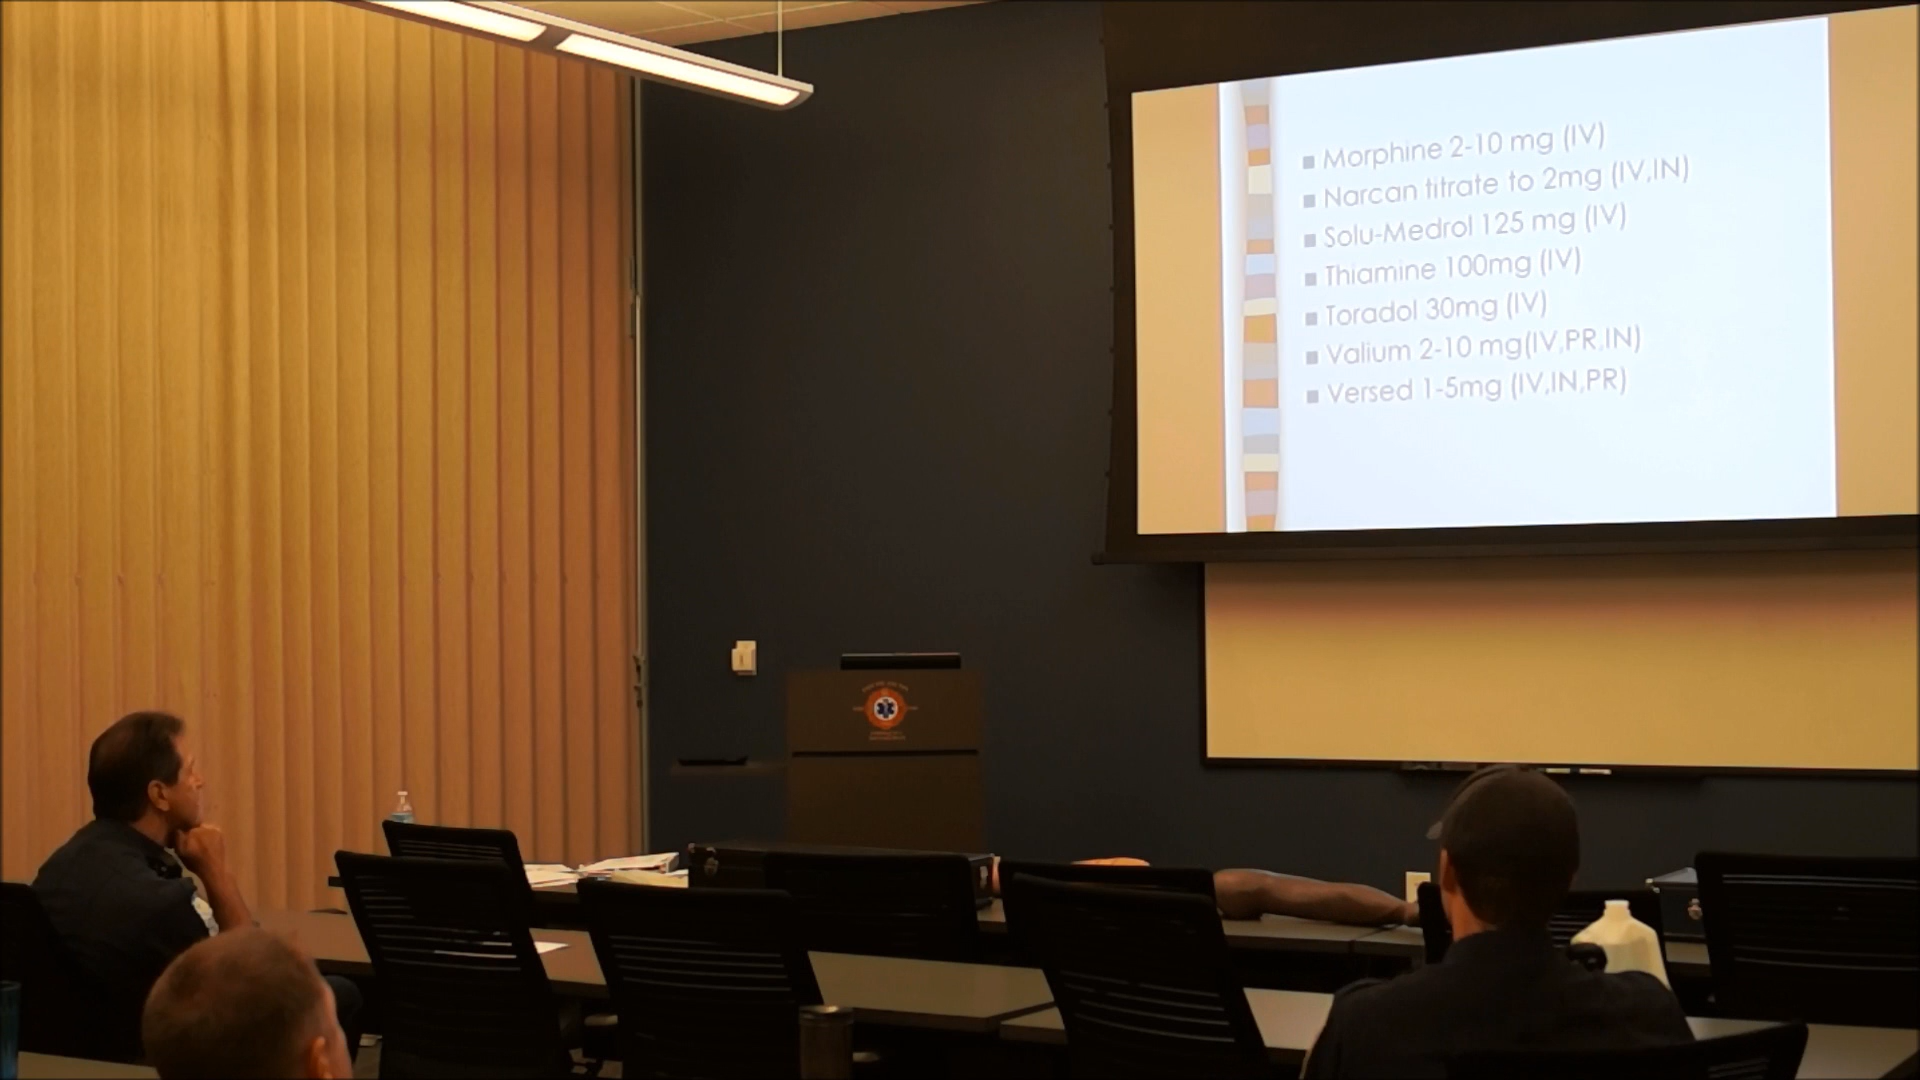 ■ Morphine 2-10 mg (IV)
■ Narcan titrate to 2mg (IV,IN)
■ Solu-Medrol 125 mg (IV)
■ Thiamine 100mg (IV)
■ Toradol 30mg (IV)
■ Valium 2-10 mg(IV,PR,IN)
■ Versed 1-5mg (IV,IN,PR)